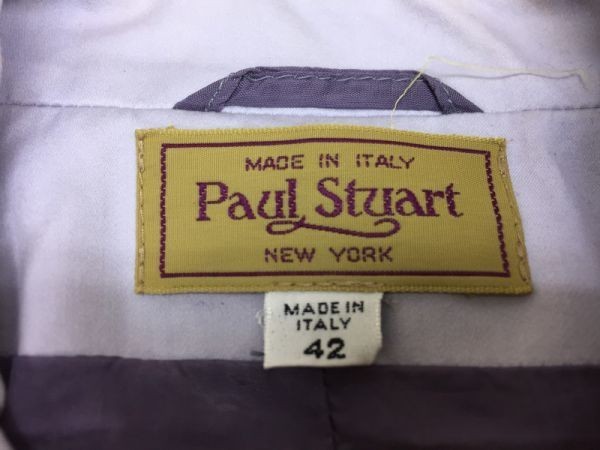 MADE IN ITALY
Paul Stuart
NEW YORK
MADE IN
ITALY
42